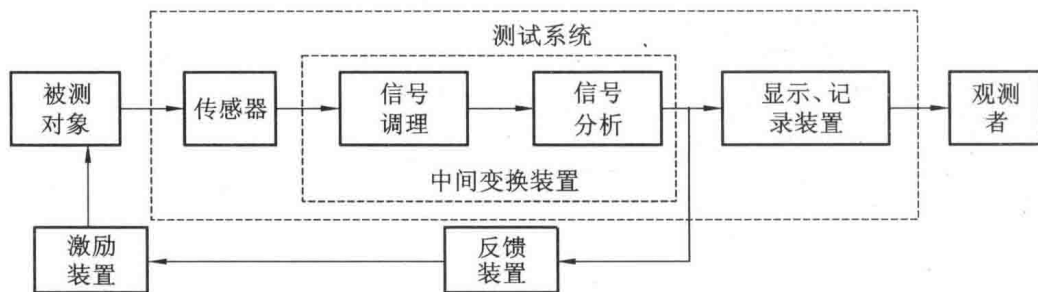 测试系统
被测
对象
传感器
信号
调理
信号
分析
显示、记
录装置
观测
者
中间变换装置
激励
装置
反馈
装置